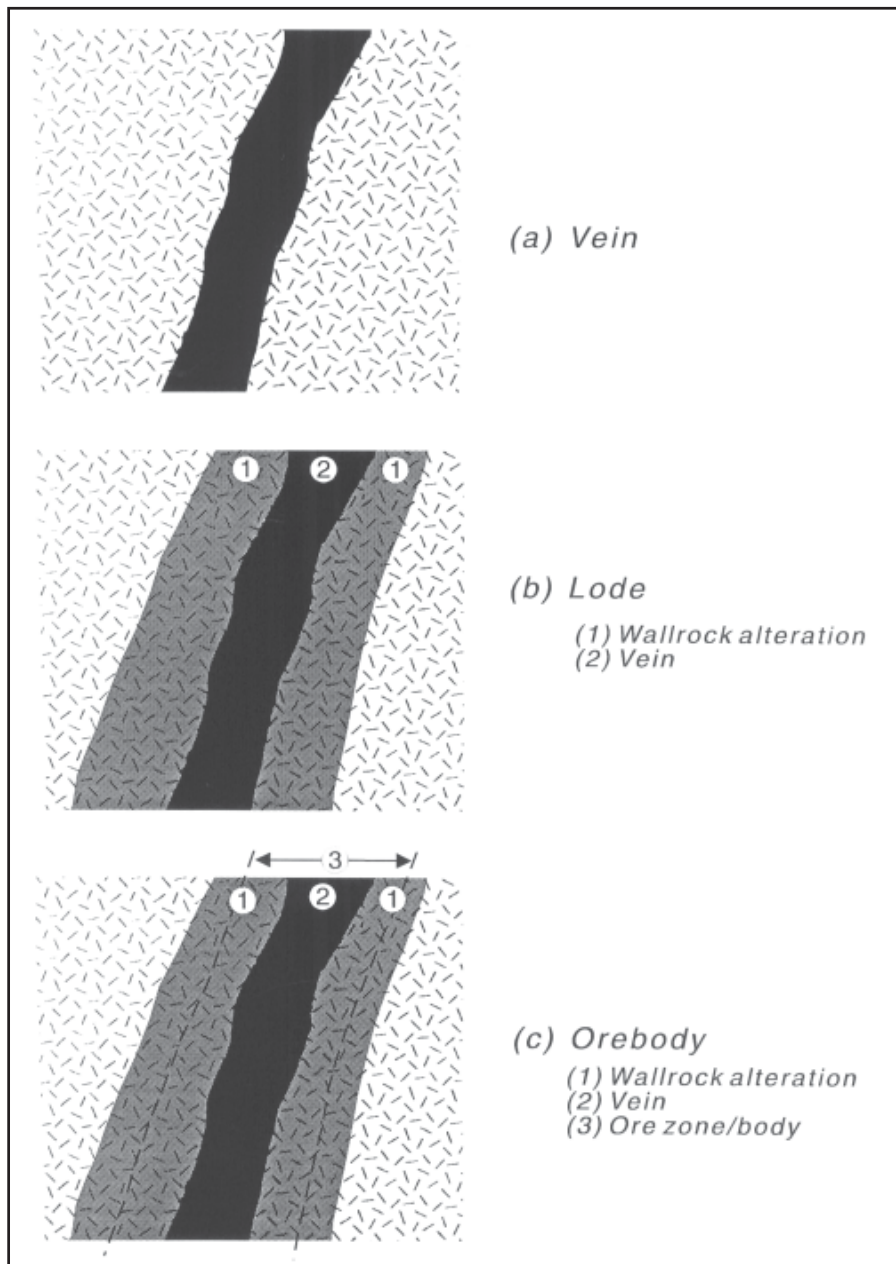 (a) Vein
1 2 1
(b) Lode
(1) Wallrock alteration
(2) Vein
3
1 2 1
(c) Orebody
(1) Wallrock alteration
(2) Vein
(3) Ore zone/body